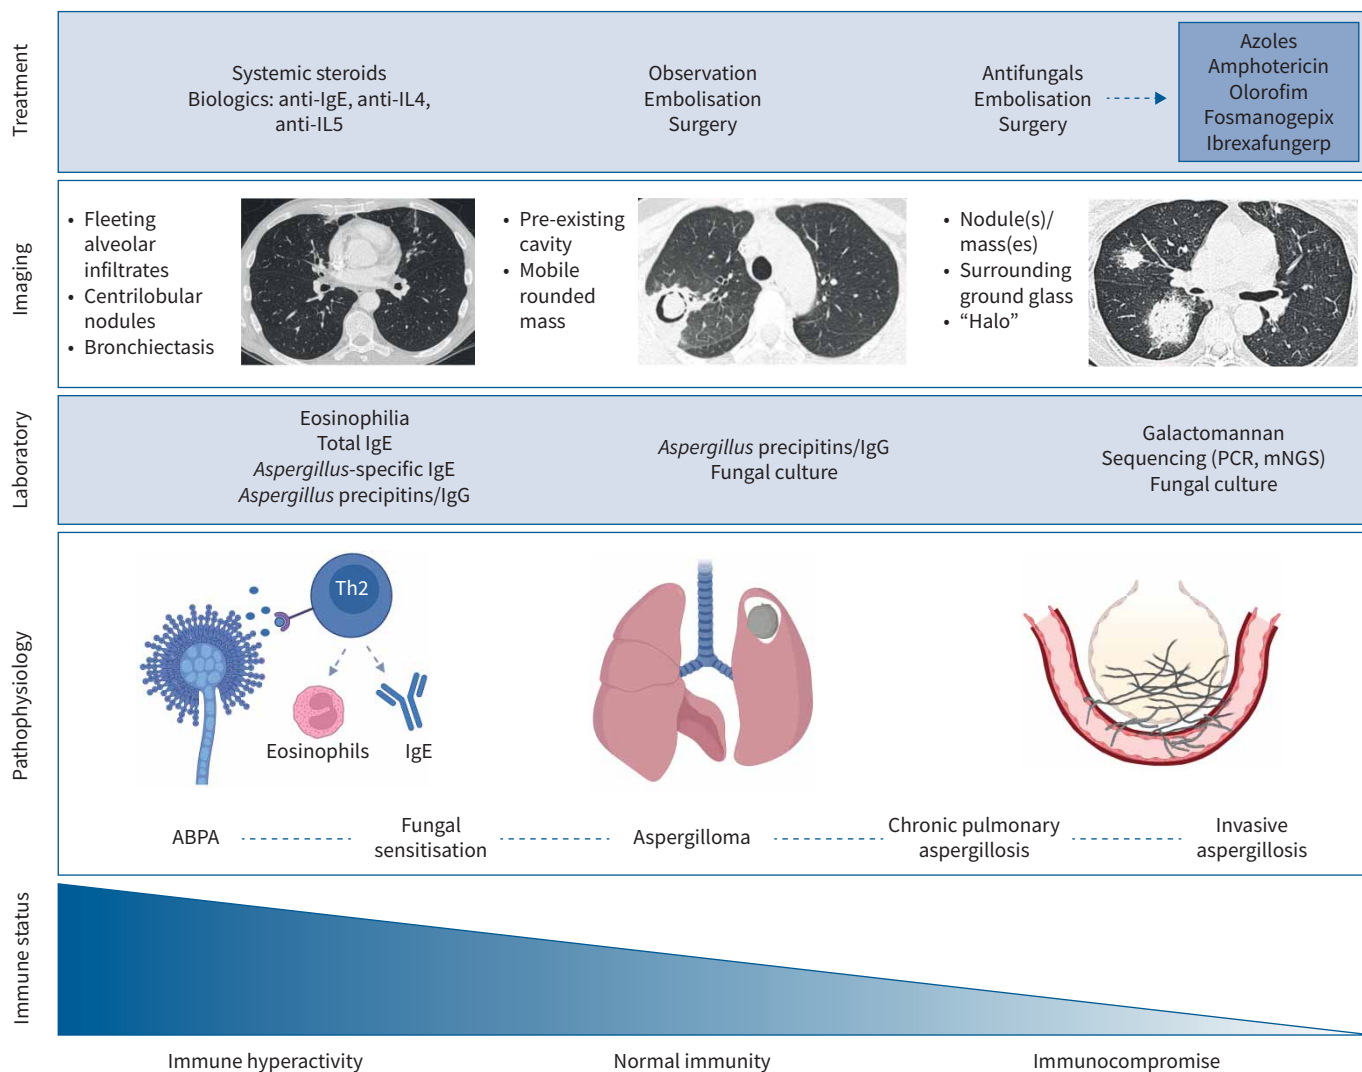 Treatment
Systemic steroids
Biologics: anti-IgE, anti-IL4,
anti-IL5
Observation
Embolisation
Surgery
Antifungals
Embolisation
Surgery
Azoles
Amphotericin
Olorofim
Fosmanogepix
Ibrexafungerp
Imaging
• Fleeting
alveolar
infiltrates
• Centrilobular
nodules
• Bronchiectasis
• Pre-existing
cavity
• Mobile
rounded
mass
• Nodule(s)/
mass(es)
• Surrounding
ground glass
• “Halo”
Laboratory
Eosinophilia
Total IgE
Aspergillus-specific IgE
Aspergillus precipitins/IgG
Aspergillus precipitins/IgG
Fungal culture
Galactomannan
Sequencing (PCR, mNGS)
Fungal culture
Pathophysiology
Th2
Eosinophils
IgE
ABPA
Fungal
sensitisation
Aspergilloma
Chronic pulmonary
aspergillosis
Invasive
aspergillosis
Immune status
Immune hyperactivity
Normal immunity
Immunocompromise